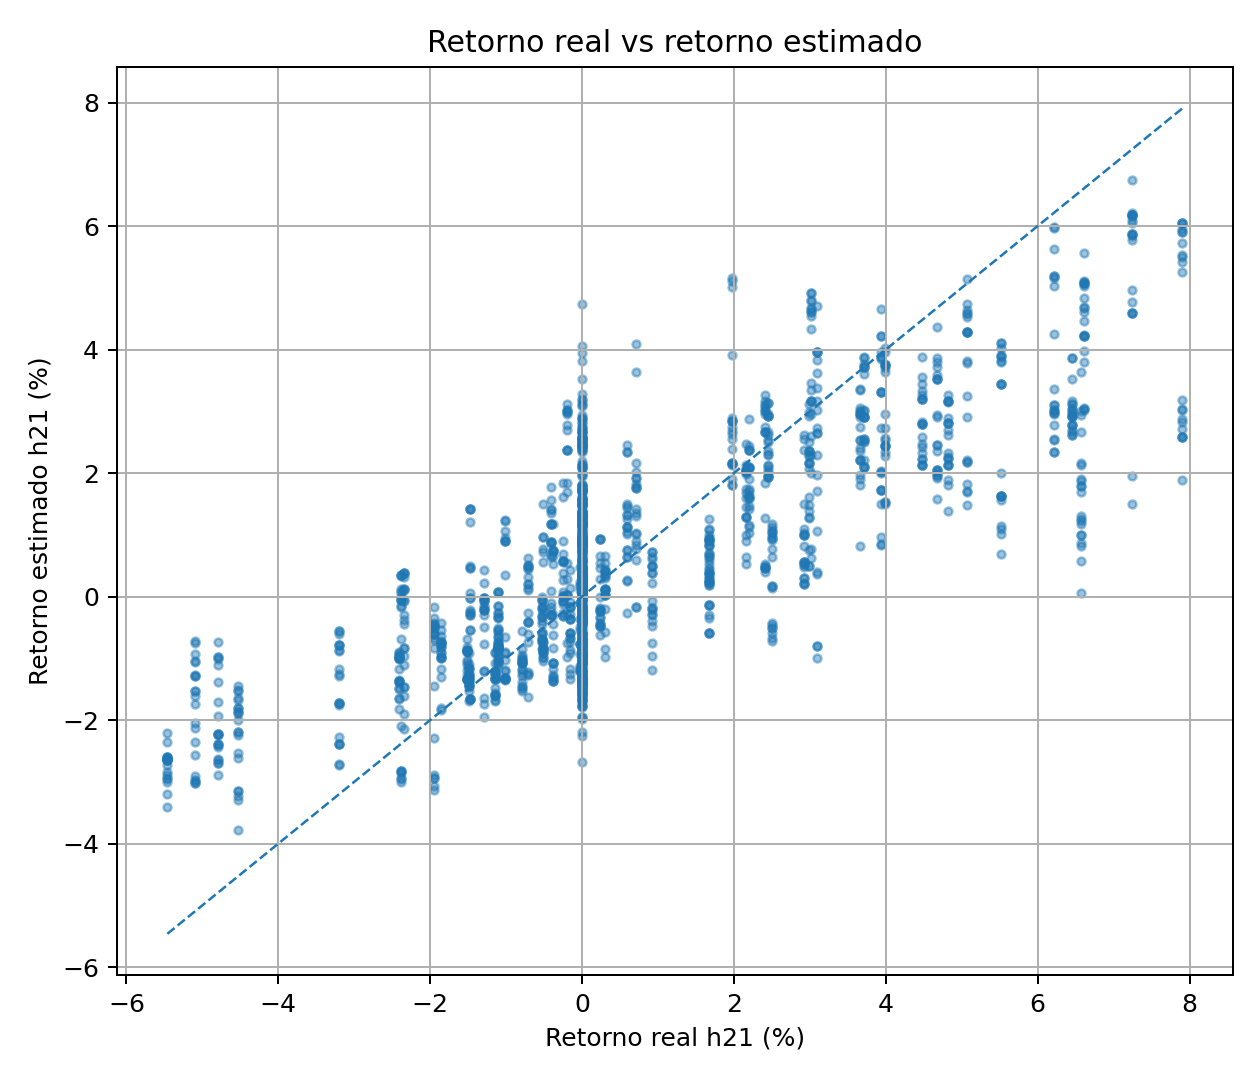 Retorno real vs retorno estimado
Retorno estimado h21 (%)
8
6
4
2
0
−2
−4
−6
−6 −4 −2 0 2 4 6 8
Retorno real h21 (%)